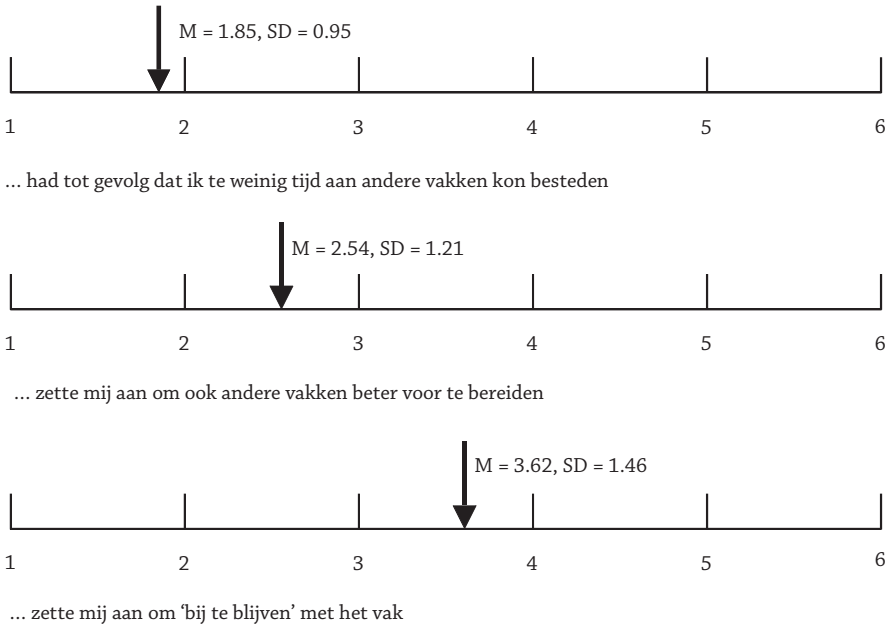 M = 1.85, SD = 0.95
1 2 3 4 5 6
... had tot gevolg dat ik te weinig tijd aan andere vakken kon besteden
M = 2.54, SD = 1.21
1 2 3 4 5 6
... zette mij aan om ook andere vakken beter voor te bereiden
M = 3.62, SD = 1.46
1 2 3 4 5 6
... zette mij aan om ‘bij te blijven’ met het vak